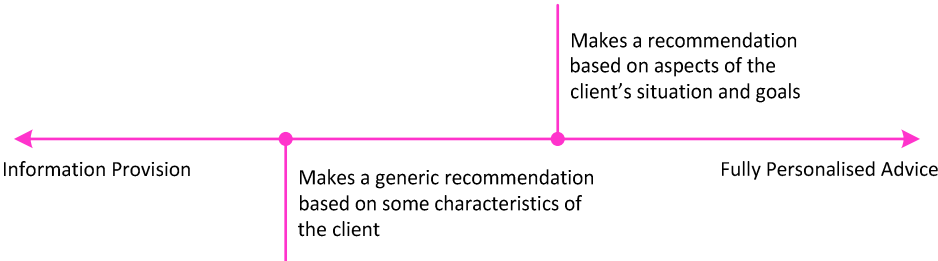 Makes a recommendation
based on aspects of the
client’s situation and goals
Information Provision
Fully Personalised Advice
Makes a generic recommendation
based on some characteristics of
the client